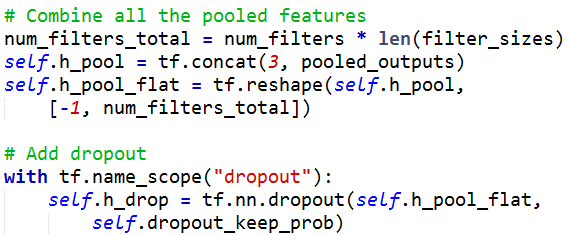 # Combine all the pooled features
num_filters_total = num_filters * len(filter_sizes)
self.h_pool = tf.concat(3, pooled_outputs)
self.h_pool_flat = tf.reshape(self.h_pool,
    [-1, num_filters_total])

# Add dropout
with tf.name_scope("dropout"):
    self.h_drop = tf.nn.dropout(self.h_pool_flat,
        self.dropout_keep_prob)